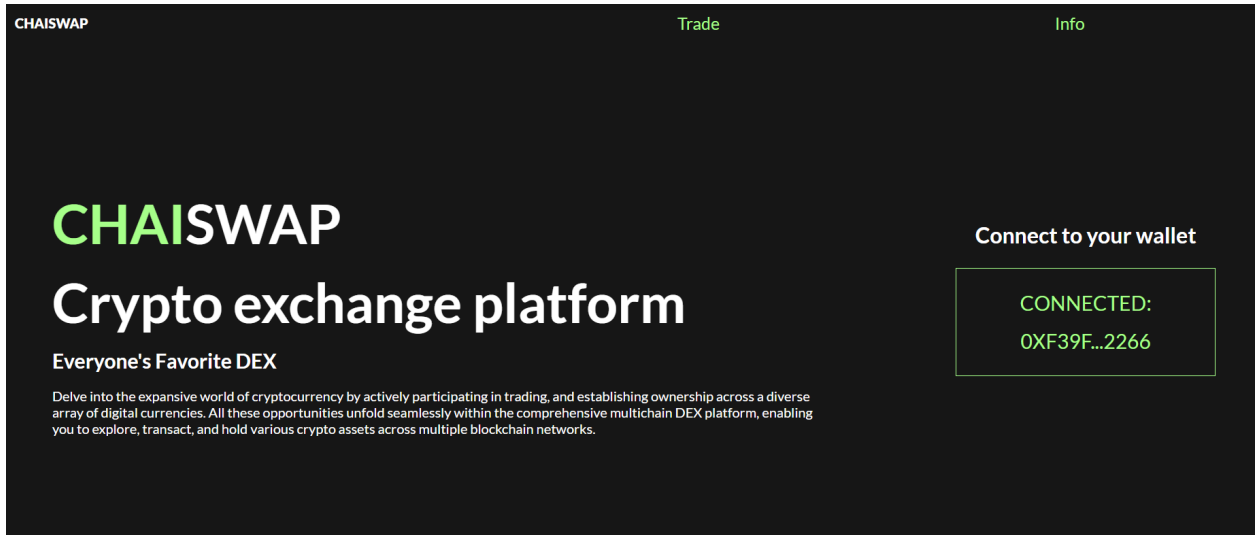 CHAISWAP
Trade
Info
CHAISWAP
Crypto exchange platform
Everyone's Favorite DEX
Delve into the expansive world of cryptocurrency by actively participating in trading, and establishing ownership across a diverse
array of digital currencies. All these opportunities unfold seamlessly within the comprehensive multichain DEX platform, enabling
you to explore, transact, and hold various crypto assets across multiple blockchain networks.
Connect to your wallet
CONNECTED:
0XF39F...2266